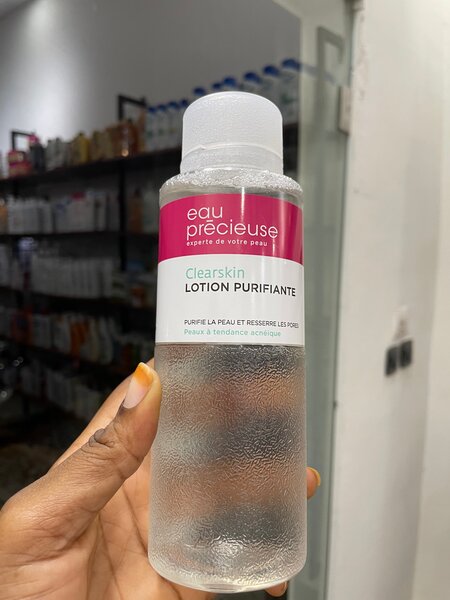 eau
précieuse
experte de votre peau
Clearskin
LOTION PURIFIANTE
PURIFIE LA PEAU ET RESSERRE LES PORES
Peaux à tendance acnéique